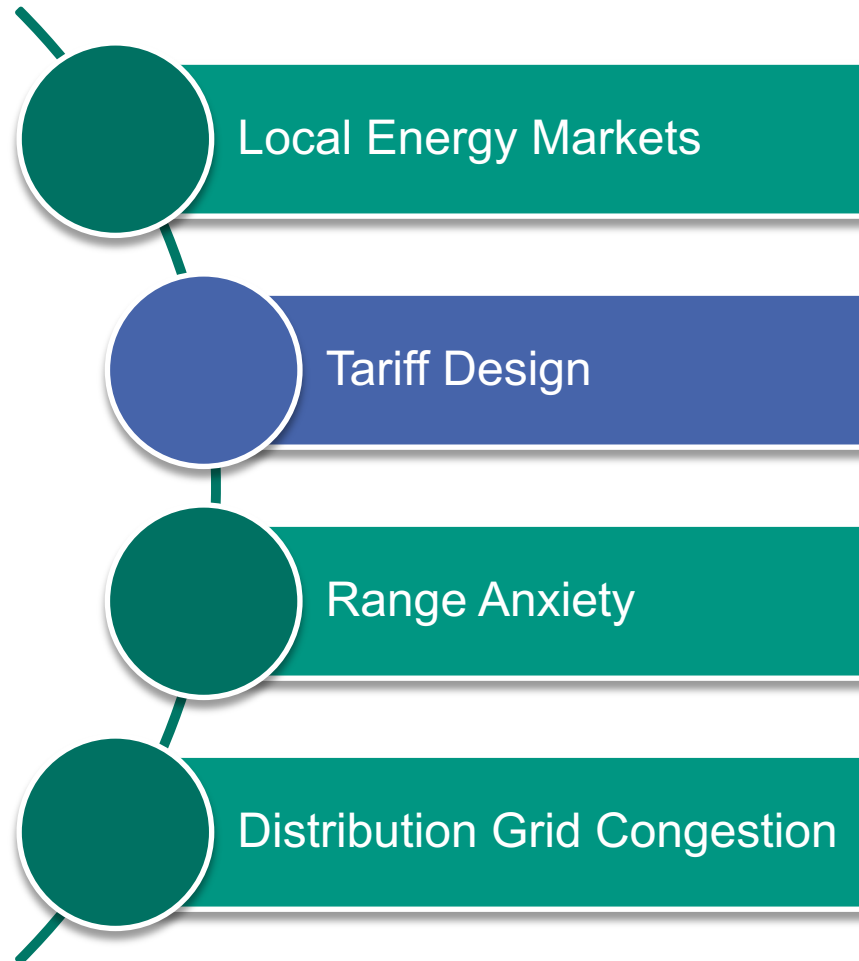 Local Energy Markets
Tariff Design
Range Anxiety
Distribution Grid Congestion